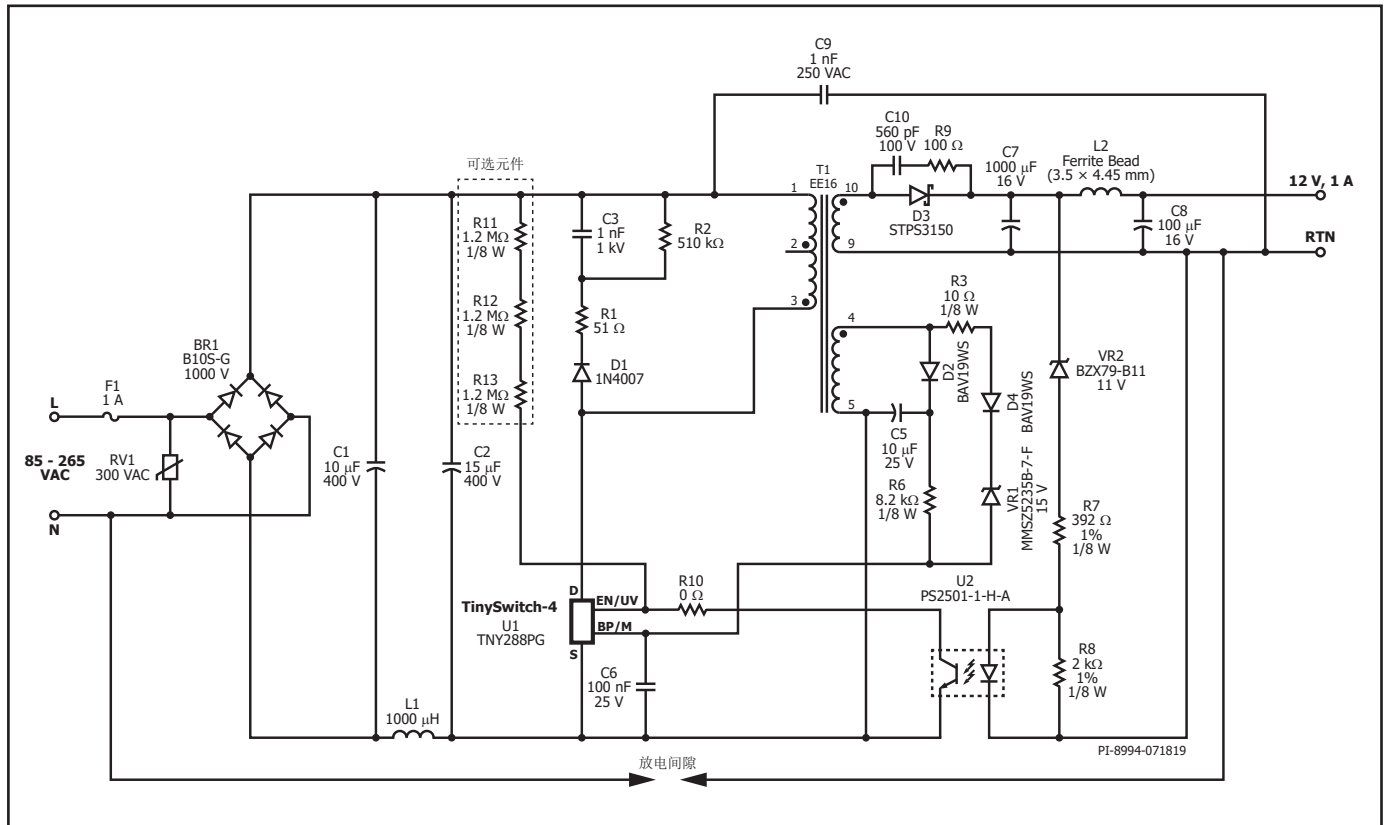 C9
1 nF
250 VAC
C10
560 pF
100 V
R9
100 Ω
C7
1000 μF
16 V
L2
Ferrite Bead
(3.5 × 4.45 mm)
可选元件
T1
EE16
1
10
12 V, 1 A
D3
STPS3150
C8
100 μF
16 V
R11
1.2 MΩ
1/8 W
C3
1 nF
1 kV
R2
510 kΩ
2
9
RTN
R12
1.2 MΩ
1/8 W
R1
51 Ω
3
4
R3
10 Ω
1/8 W
BR1
B10S-G
1000 V
D1
1N4007
D2
BAV19WS
VR2
BZX79-B11
11 V
F1
1 A
L
R13
1.2 MΩ
1/8 W
5
D4
BAV19WS
C5
10 μF
25 V
85 - 265
VAC
RV1
300 VAC
C1
10 μF
400 V
C2
15 μF
400 V
R6
8.2 kΩ
1/8 W
VR1
MMSZ5235B-7-F
15 V
R7
392 Ω
1%
1/8 W
N
D
EN/UV
R10
0 Ω
U2
PS2501-1-H-A
TinySwitch-4
U1
TNY288PG
BP/M
S
R8
2 kΩ
1%
1/8 W
C6
100 nF
25 V
L1
1000 μH
PI-8994-071819
放电间隙